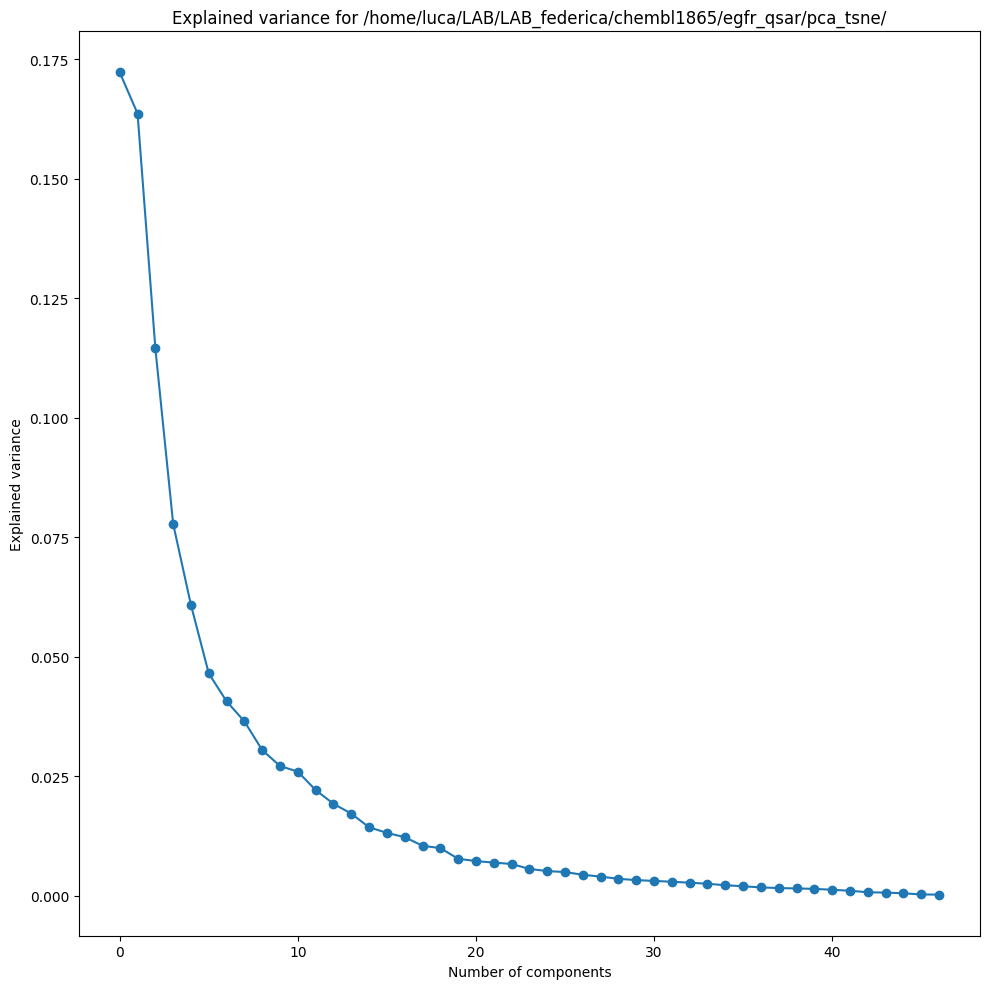 Explained variance for /home/luca/LAB/LAB_federica/chembl1865/egfr_qsar/pca_tsne/
0.175
0.150
0.125
0.100
0.075
0.050
0.025
0.000
Explained variance
0 10 20 30 40
Number of components